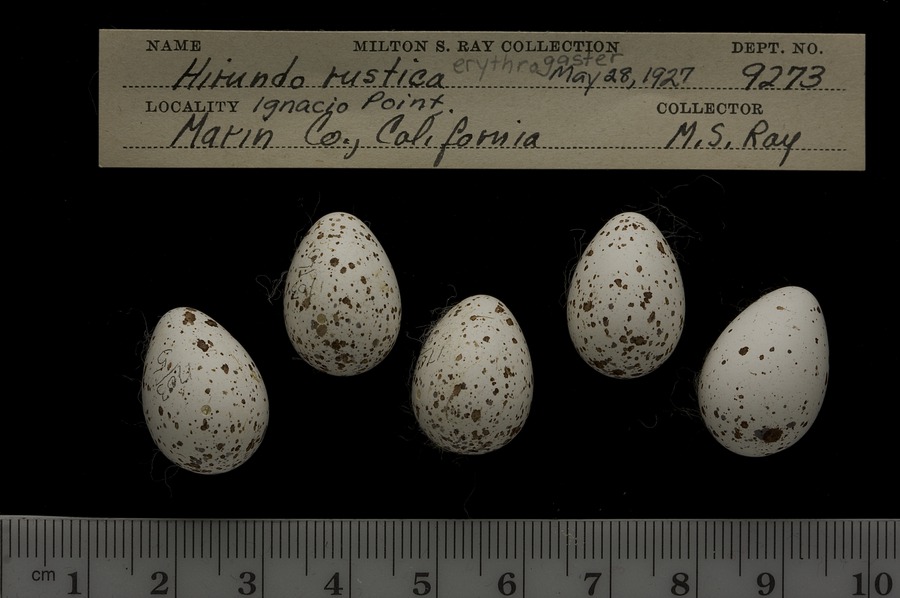 NAME MILTON S. RAY COLLECTION DEPT. NO.
Hirundo rustica erythragaster May 28, 1927 9273
LOCALITY Ignacio Point. COLLECTOR
Marin Co., California M.S. Ray
cm 1 2 3 4 5 6 7 8 9 10